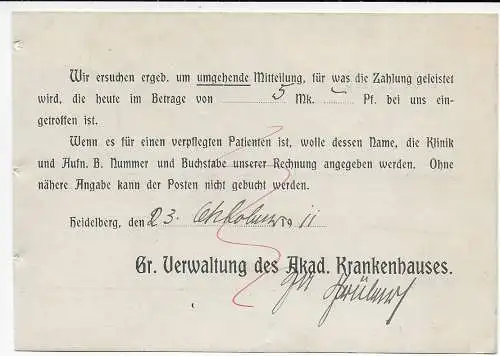 Wir ersuchen ergeb. um umgehende Mitteilung, für was die Zahlung geleistet
wird, die heute im Betrage von 5 Mk. – Pf. bei uns ein-
getroffen ist.
Wenn es für einen verpflegten Patienten ist, wolle dessen Name, die Klinik
und Aufn. B. Nummer und Buchstabe unserer Rechnung angegeben werden. Ohne
nähere Angabe kann der Posten nicht gebucht werden.
Heidelberg, den 23. Oktober 1911
Gr. Verwaltung des Akad. Krankenhauses.